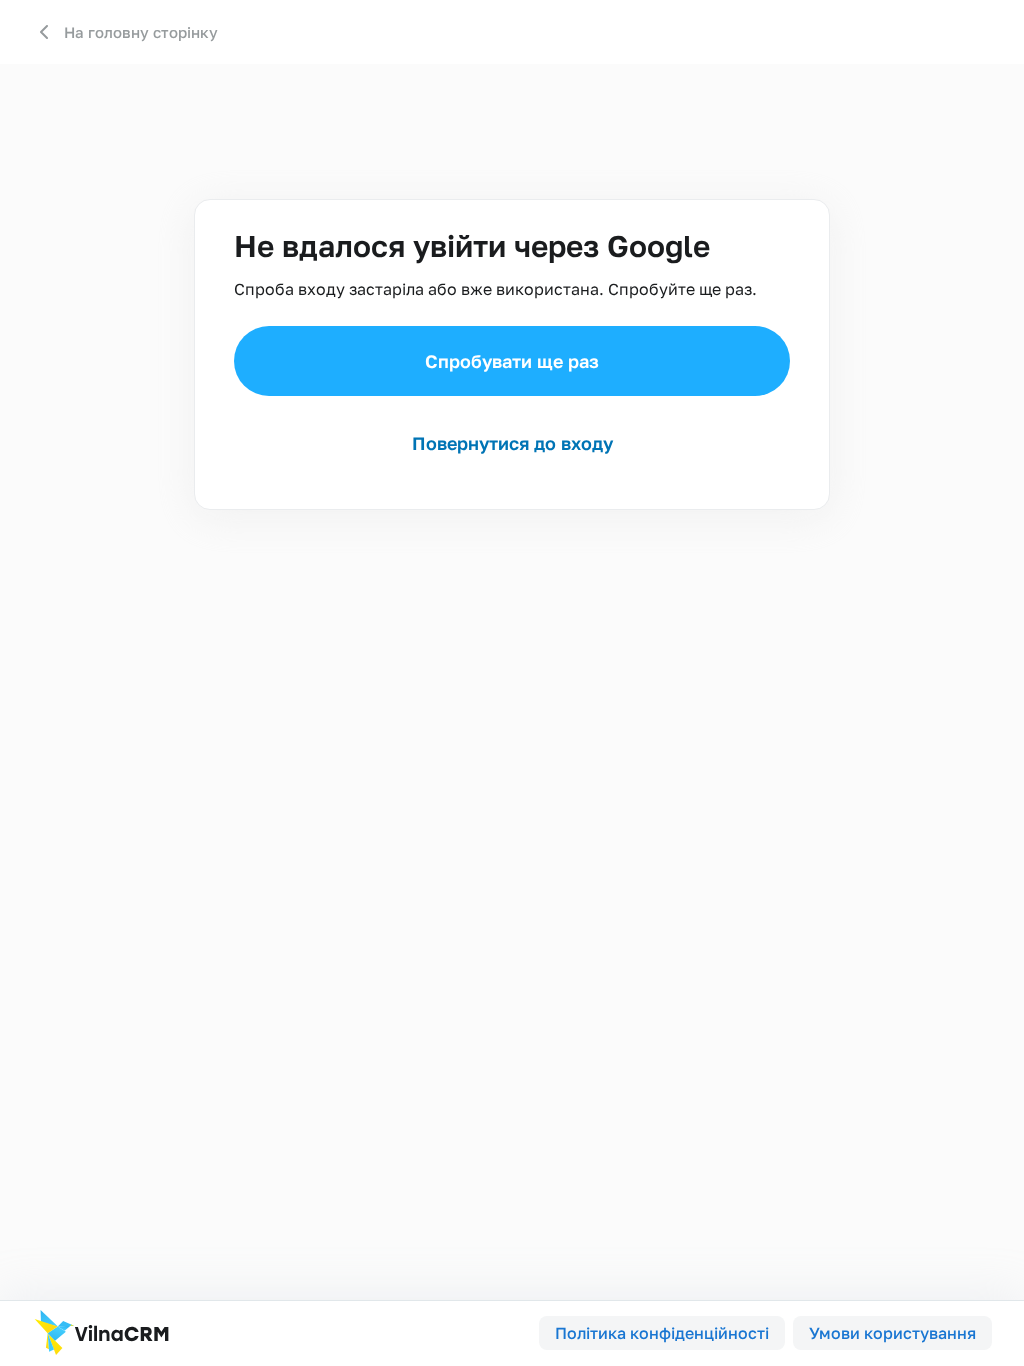 На головну сторінку
Не вдалося увійти через Google
Спроба входу застаріла або вже використана. Спробуйте ще раз.
Спробувати ще раз
Повернутися до входу
VilnaCRM
Політика конфіденційності
Умови користування